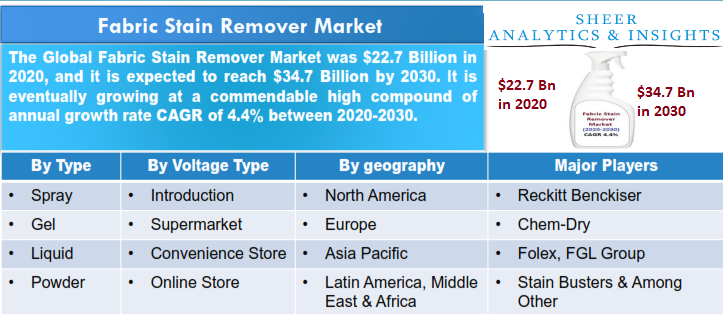 Fabric Stain Remover Market
The Global Fabric Stain Remover Market was $22.7 Billion in
2020, and it is expected to reach $34.7 Billion by 2030. It is
eventually growing at a commendable high compound of
annual growth rate CAGR of 4.4% between 2020-2030.
SHEER
ANALYTICS & INSIGHTS
$22.7 Bn
in 2020
Fabric Stain
Remover
Market
(2020-2030)
CAGR 4.4%
$34.7 Bn
in 2030
By Type
By Voltage Type
By geography
Major Players
• Spray
• Introduction
• North America
• Reckitt Benckiser
• Gel
• Supermarket
• Europe
• Chem-Dry
• Liquid
• Convenience Store
• Asia Pacific
• Folex, FGL Group
• Powder
• Online Store
• Latin America, Middle
East & Africa
• Stain Busters & Among
Other